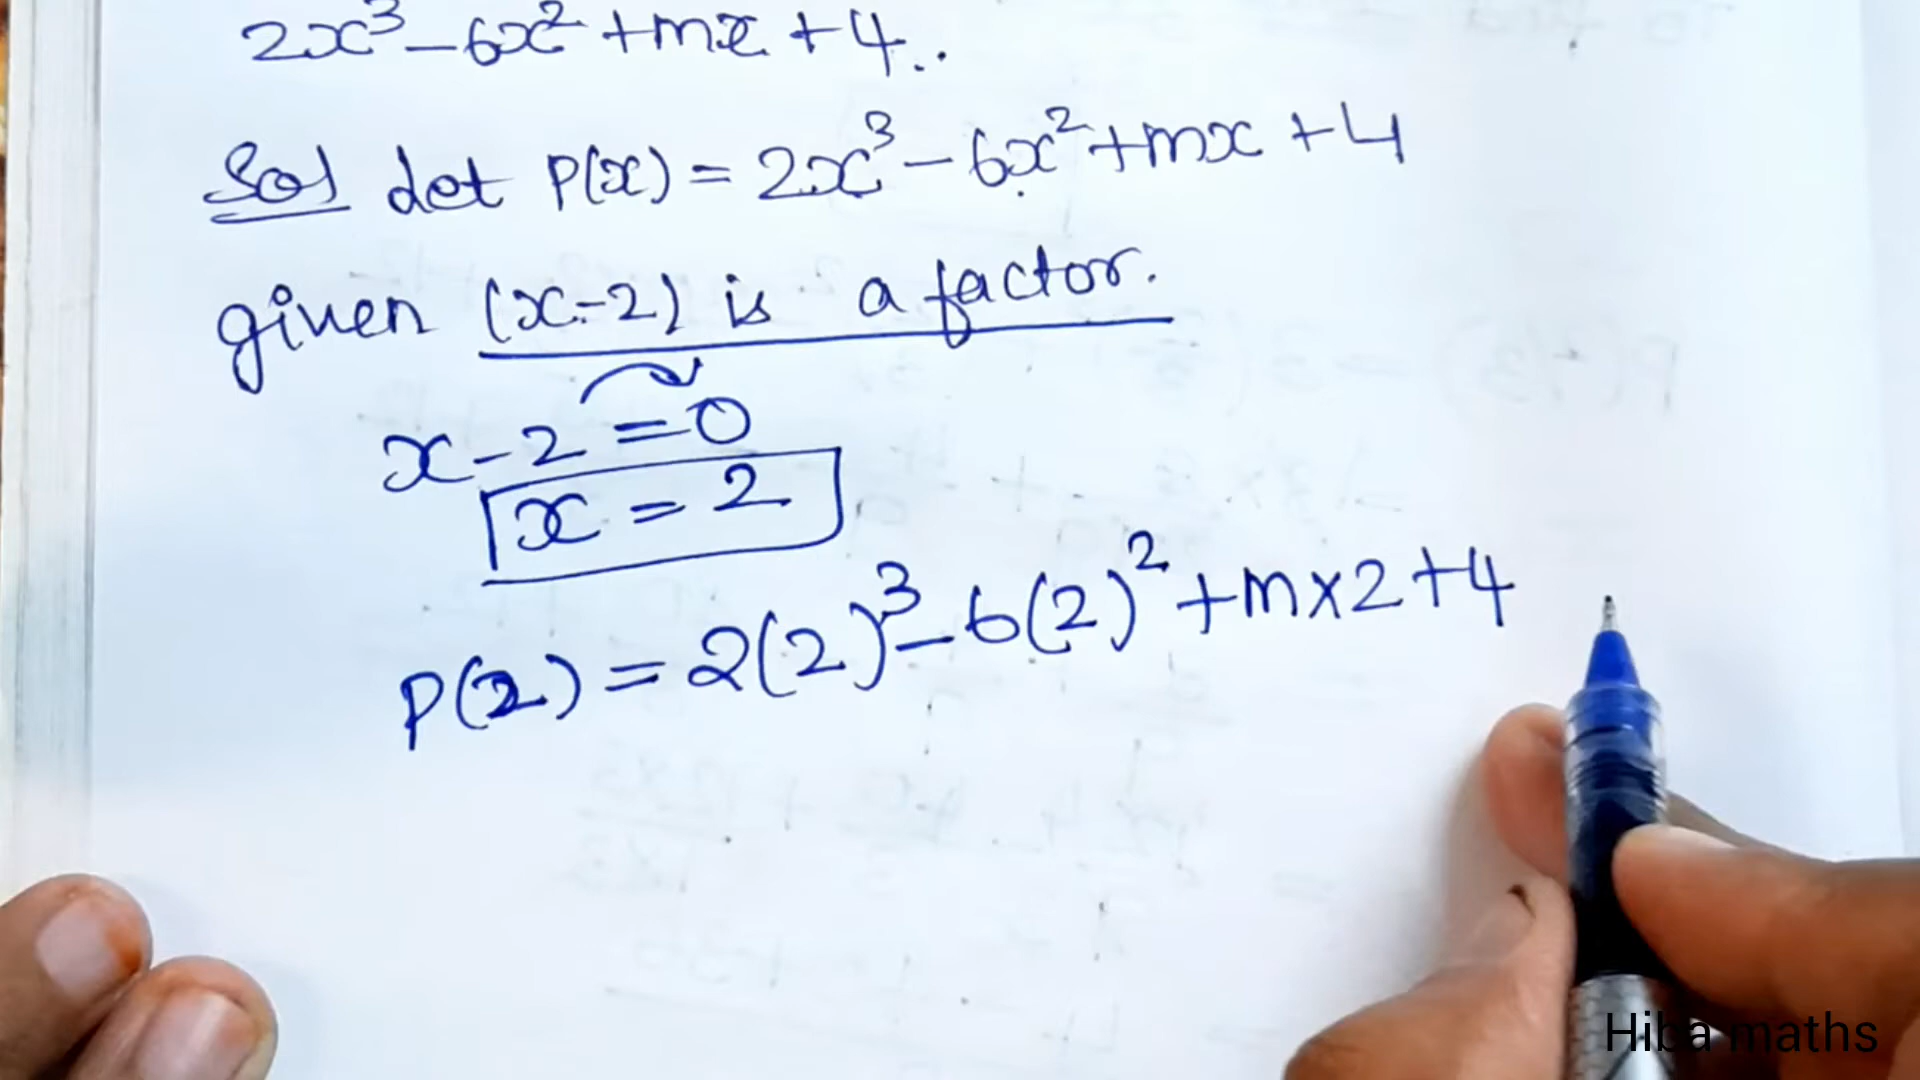 2x³-6x²+mx+4..
Sol let P(x) = 2x³-6x²+mx+4
given (x-2) is a factor.
x-2=0
x = 2
P(2) = 2(2)³-6(2)²+m×2+4
Hiba maths